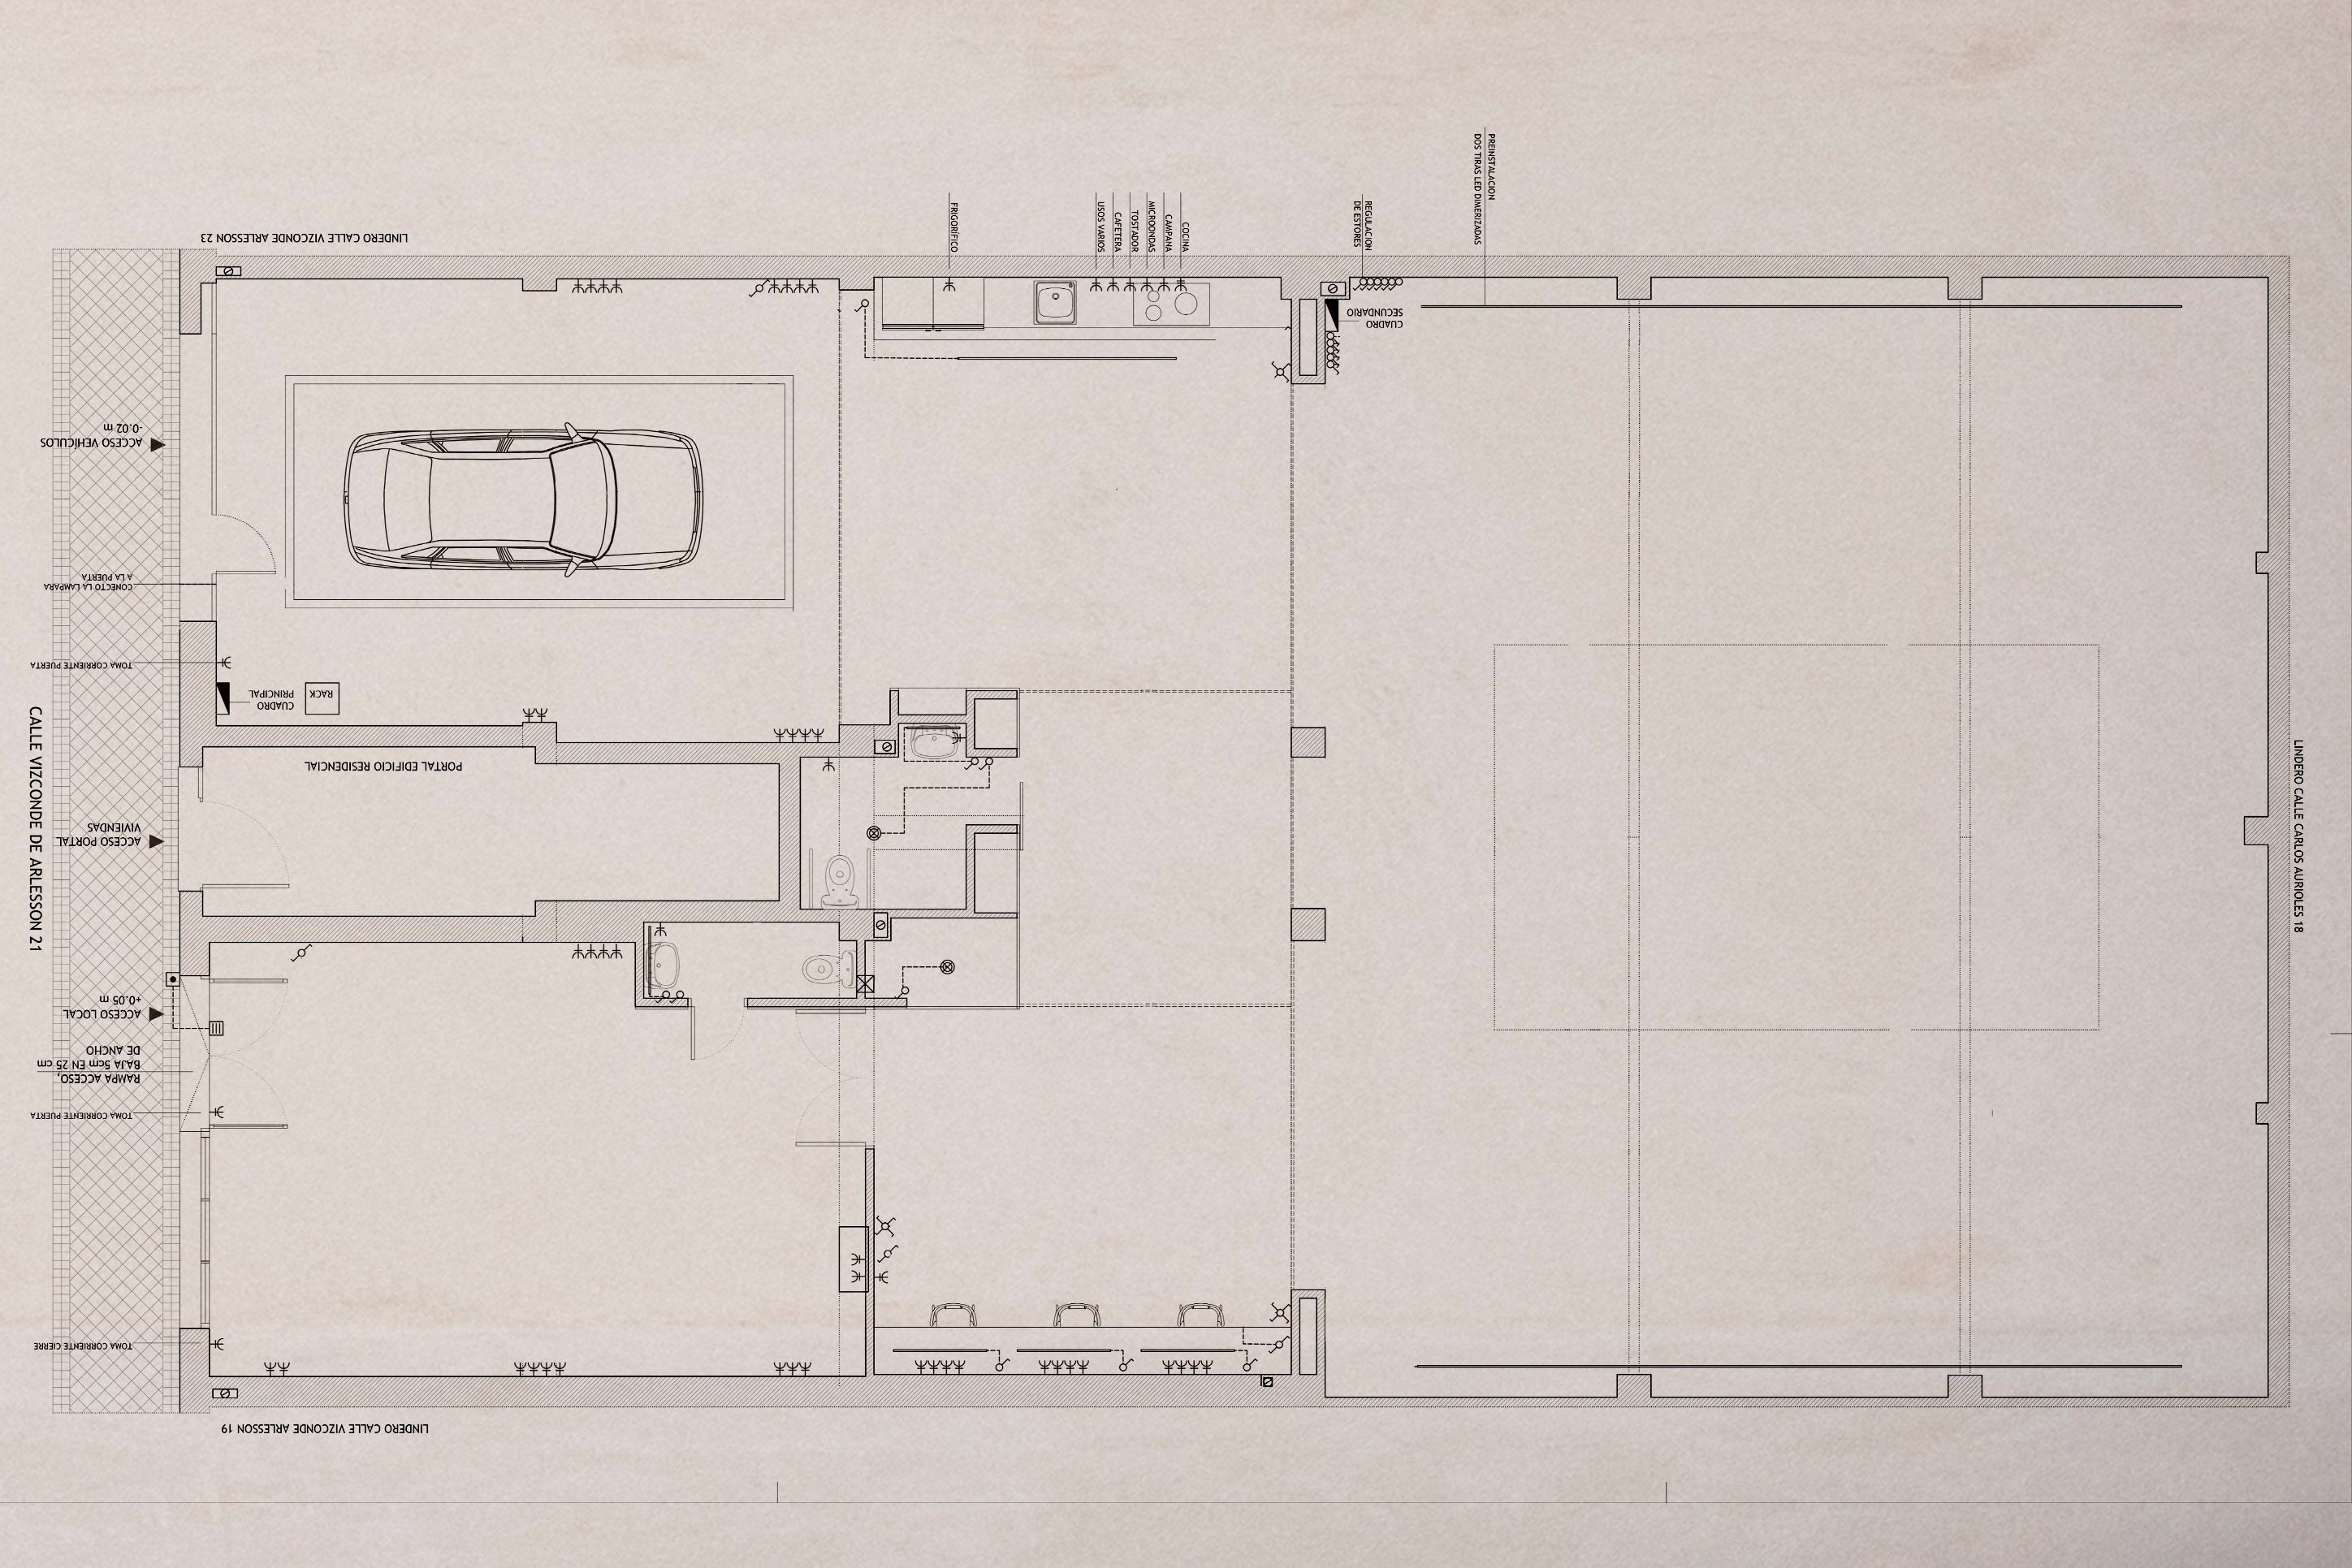 LINDERO CALLE VIZCONDE ARLESSON 23
FRIGORÍFICO
USOS VARIOS
CAFETERA
TOSTADOR
MICROONDAS
CAMPANA
COCINA
REGULACION
DE ESTORES
PREINSTALACION
DOS TIRAS LED DIMERIZADAS
CUADRO
SECUNDARIO
ACCESO VEHÍCULOS
-0.02 m
CONECTO LA LAMPARA
A LA PUERTA
TOMA CORRIENTE PUERTA
CUADRO
PRINCIPAL
RACK
PORTAL EDIFICIO RESIDENCIAL
CALLE VIZCONDE DE ARLESSON 21
ACCESO PORTAL
VIVIENDAS
ACCESO LOCAL
+0.05 m
RAMPA ACCESO,
BAJA 5cm EN 25 cm
DE ANCHO
TOMA CORRIENTE PUERTA
TOMA CORRIENTE CIERRE
LINDERO CALLE VIZCONDE ARLESSON 19
LINDERO CALLE CARLOS AURIOLES 18